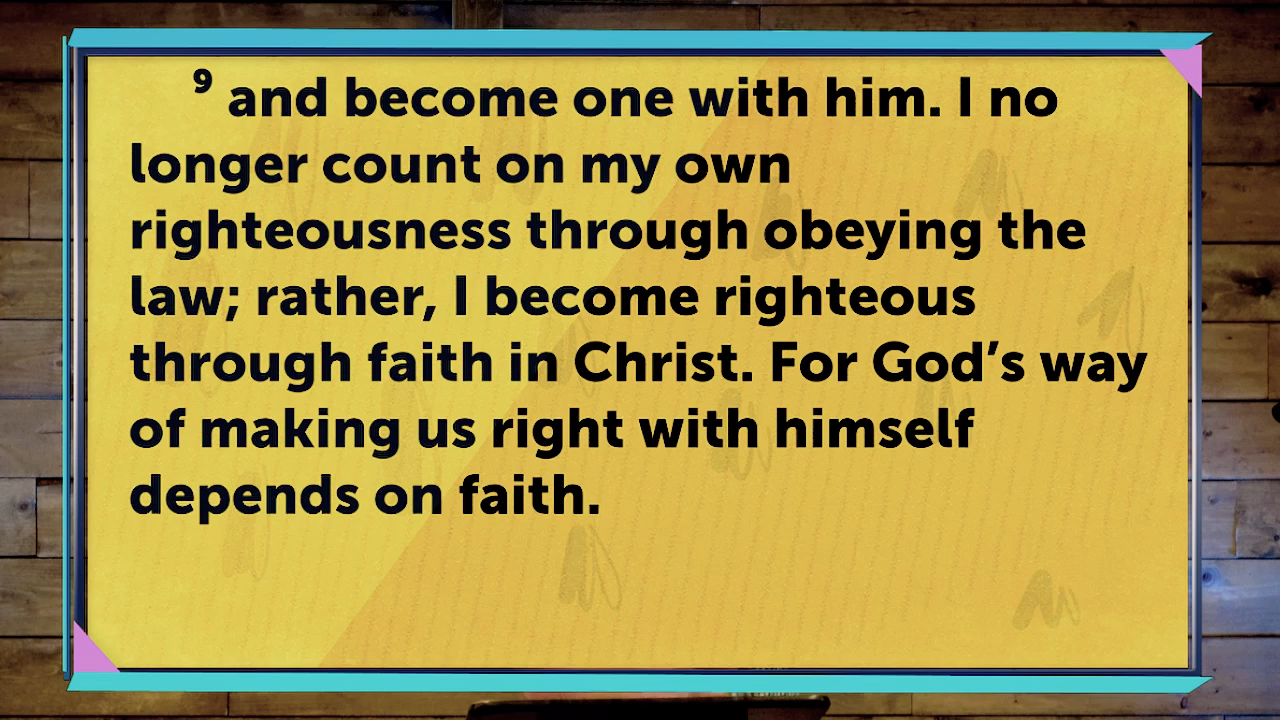 ⁹ and become one with him. I no
longer count on my own
righteousness through obeying the
law; rather, I become righteous
through faith in Christ. For God’s way
of making us right with himself
depends on faith.